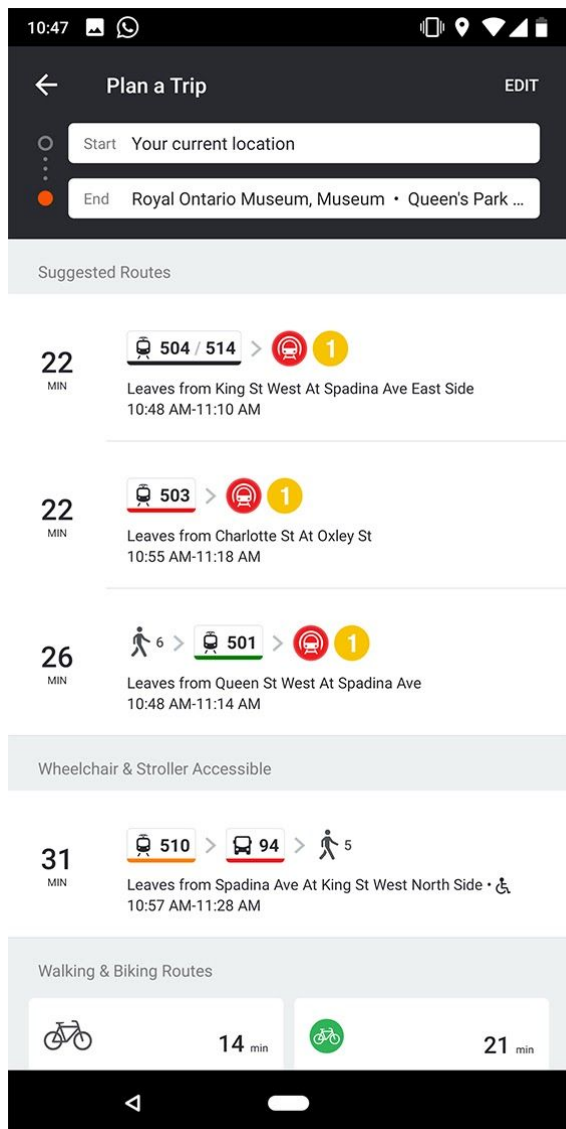 10:47
Plan a Trip EDIT
Start Your current location
End Royal Ontario Museum, Museum • Queen's Park ...
Suggested Routes
22 MIN
504 / 514 > 1
Leaves from King St West At Spadina Ave East Side
10:48 AM-11:10 AM
22 MIN
503 > 1
Leaves from Charlotte St At Oxley St
10:55 AM-11:18 AM
26 MIN
6 > 501 > 1
Leaves from Queen St West At Spadina Ave
10:48 AM-11:14 AM
Wheelchair & Stroller Accessible
31 MIN
510 > 94 > 5
Leaves from Spadina Ave At King St West North Side •
10:57 AM-11:28 AM
Walking & Biking Routes
14 min 21 min